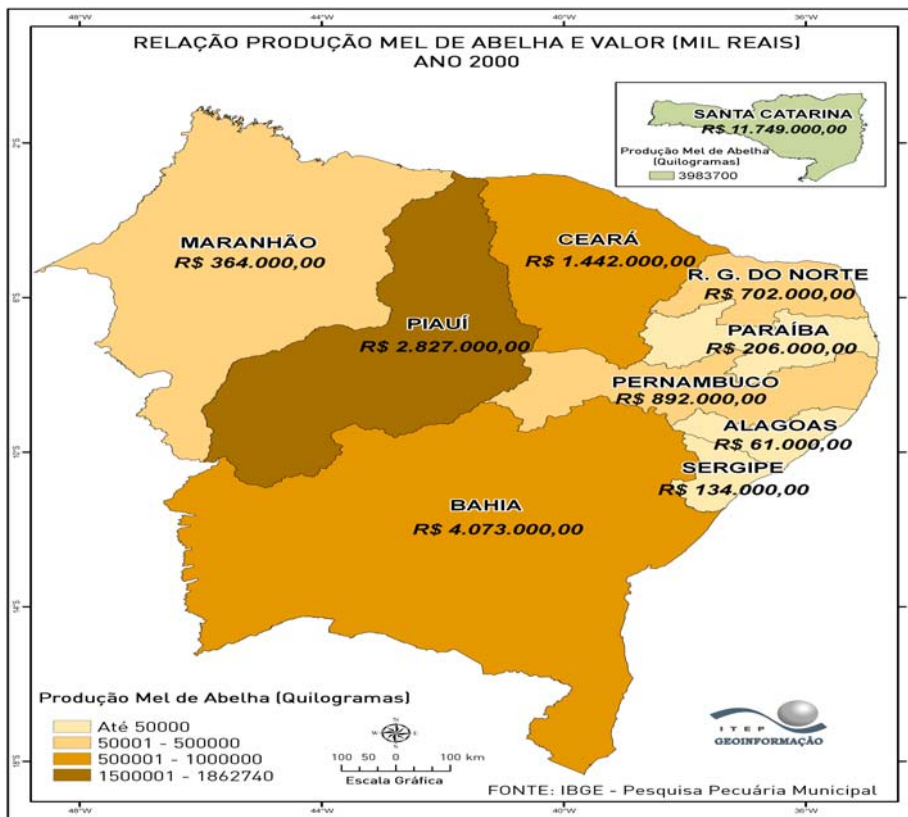 RELAÇÃO PRODUÇÃO MEL DE ABELHA E VALOR (MIL REAIS)
ANO 2000
48°W
44°W
40°W
36°W
SANTA CATARINA
R$ 11.749.000,00
Produção Mel de Abelha
(Quilogramas)
3983700
MARANHÃO
R$ 364.000,00
CEARÁ
R$ 1.442.000,00
R. G. DO NORTE
R$ 702.000,00
PIAUÍ
R$ 2.827.000,00
PARAÍBA
R$ 206.000,00
PERNAMBUCO
R$ 892.000,00
ALAGOAS
R$ 61.000,00
SERGIPE
R$ 134.000,00
BAHIA
R$ 4.073.000,00
Produção Mel de Abelha (Quilogramas)
Até 50000
50001 - 500000
500001 - 1000000
1500001 - 1862740
100 50 0 100 km
Escala Gráfica
ITEP
GEOINFORMAÇÃO
FONTE: IBGE - Pesquisa Pecuária Municipal
44°W
40°W
36°W